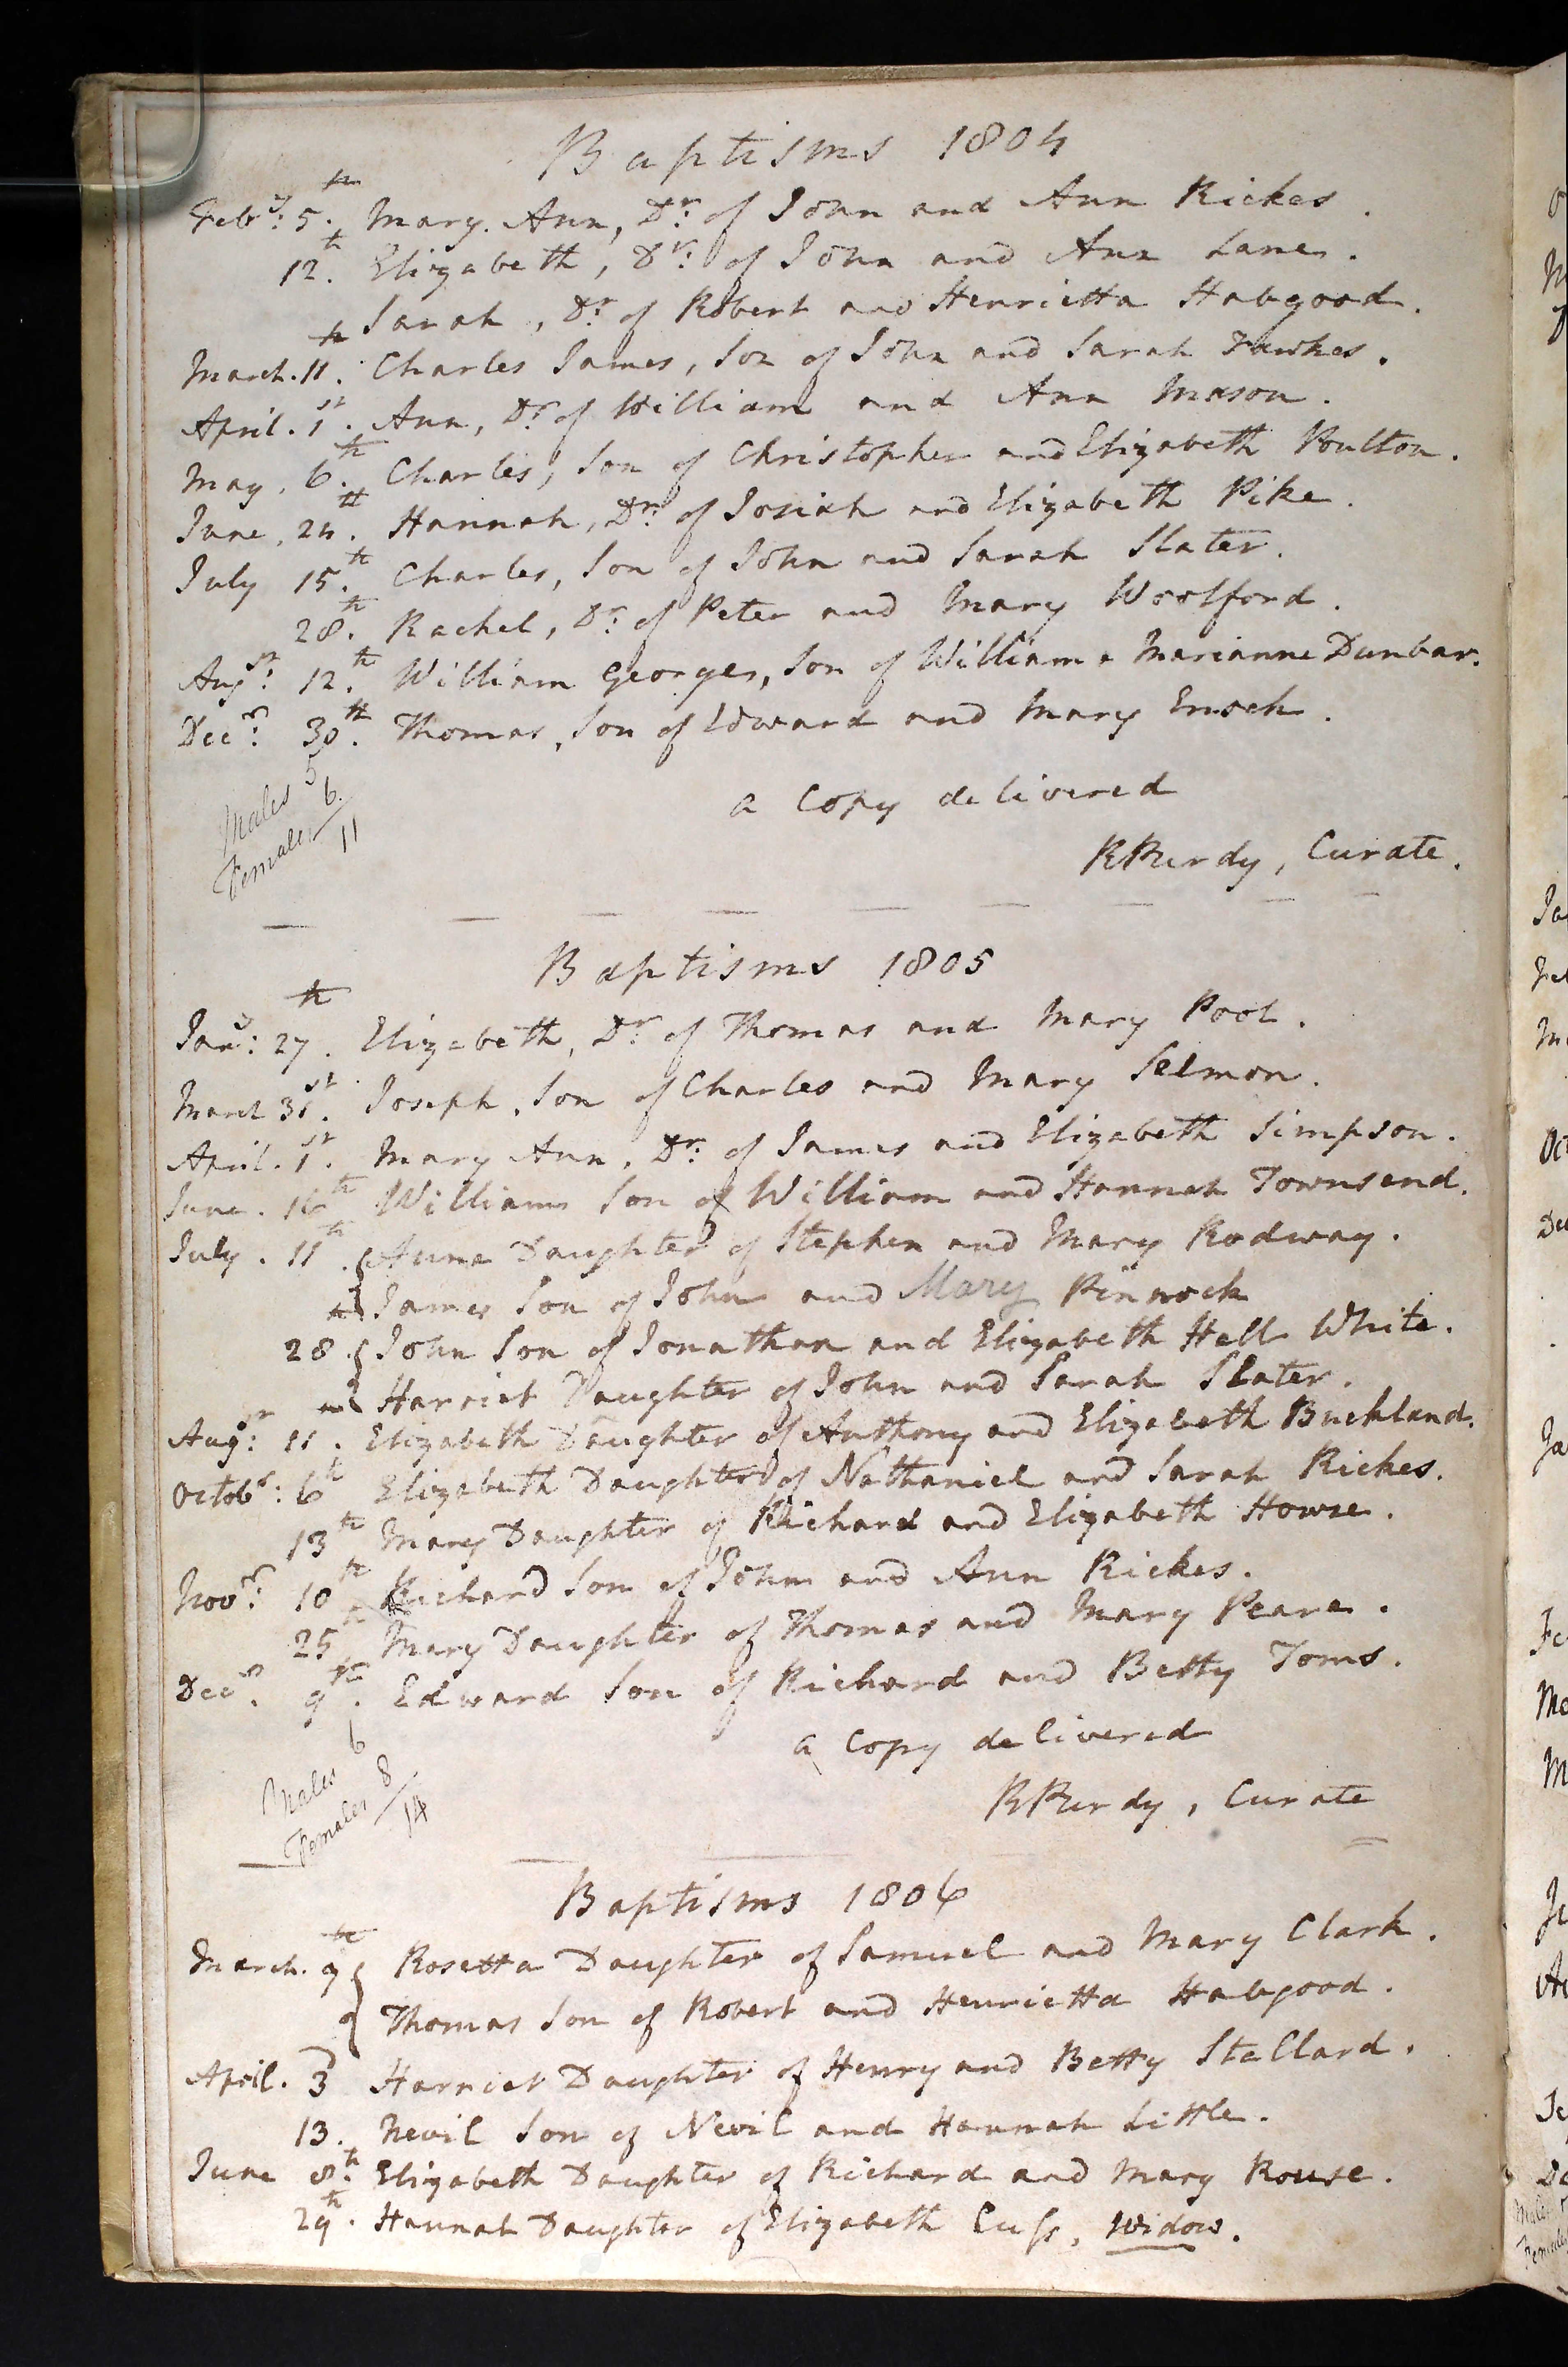 Baptisms 1804
Febry: 5th. Mary. Ann, Dr: of John and Ann Rickes.
12th. Elizabeth, Dr: of John and Ann Lane.
Sarah, Dr: of Robert and Henrietta Habgood.
March. 11th. Charles James, Son of John and Sarah Fawkes.
April. 1st. Ann, Dr: of William and Ann Mason.
May, 6th. Charles, Son of Christopher and Elizabeth Poulton.
June, 24th. Hannah, Dr: of Josiah and Elizabeth Pike.
July 15th. Charles, Son of John and Sarah Slater.
28th. Rachel, Dr: of Peter and Mary Woolford.
Augst: 12th. William Georges, Son of William & Marianne Dunbar.
Decr: 30th. Thomas, Son of Edward and Mary Ensch.
Males 5
Females 6.
11
a Copy delivered
R Purdy, Curate.
Baptisms 1805
Jany: 27th. Elizabeth, Dr: of Thomas and Mary Pool.
March 31st. Joseph, Son of Charles and Mary Selmon.
April. 1st. Mary Ann, Dr: of James and Elizabeth Simpson.
June. 16th William Son of William and Hannah Townsend.
July. 11th. Anna Daughter of Stephen and Mary Rodway.
James Son of John and Mary Pinnock
28. John Son of Jonathan and Elizabeth Hall White.
Harriet Daughter of John and Sarah Slater.
Augst: 11. Elizabeth Daughter of Anthony and Elizabeth Buckland.
Octobr: 6th Elizabeth Daughter of Nathaniel and Sarah Rickes.
13th Mary Daughter of Richard and Elizabeth Howse.
Novr: 10th Richard Son of John and Ann Rickes.
25th Mary Daughter of Thomas and Mary Peare.
Decr. 9th. Edward Son of Richard and Betty Toms.
Males 6
Females 8
14
a Copy delivered
R Purdy, Curate
Baptisms 1806
March. 9th Rosetta Daughter of Samuel and Mary Clark.
9 Thomas Son of Robert and Henrietta Habgood.
April. 3 Harriet Daughter of Henry and Betty Stallard.
13. Nevil Son of Nevil and Hannah Little.
June 8th. Elizabeth Daughter of Richard and Mary Rouse.
29th. Hannah Daughter of Elizabeth Cuss, Widow.